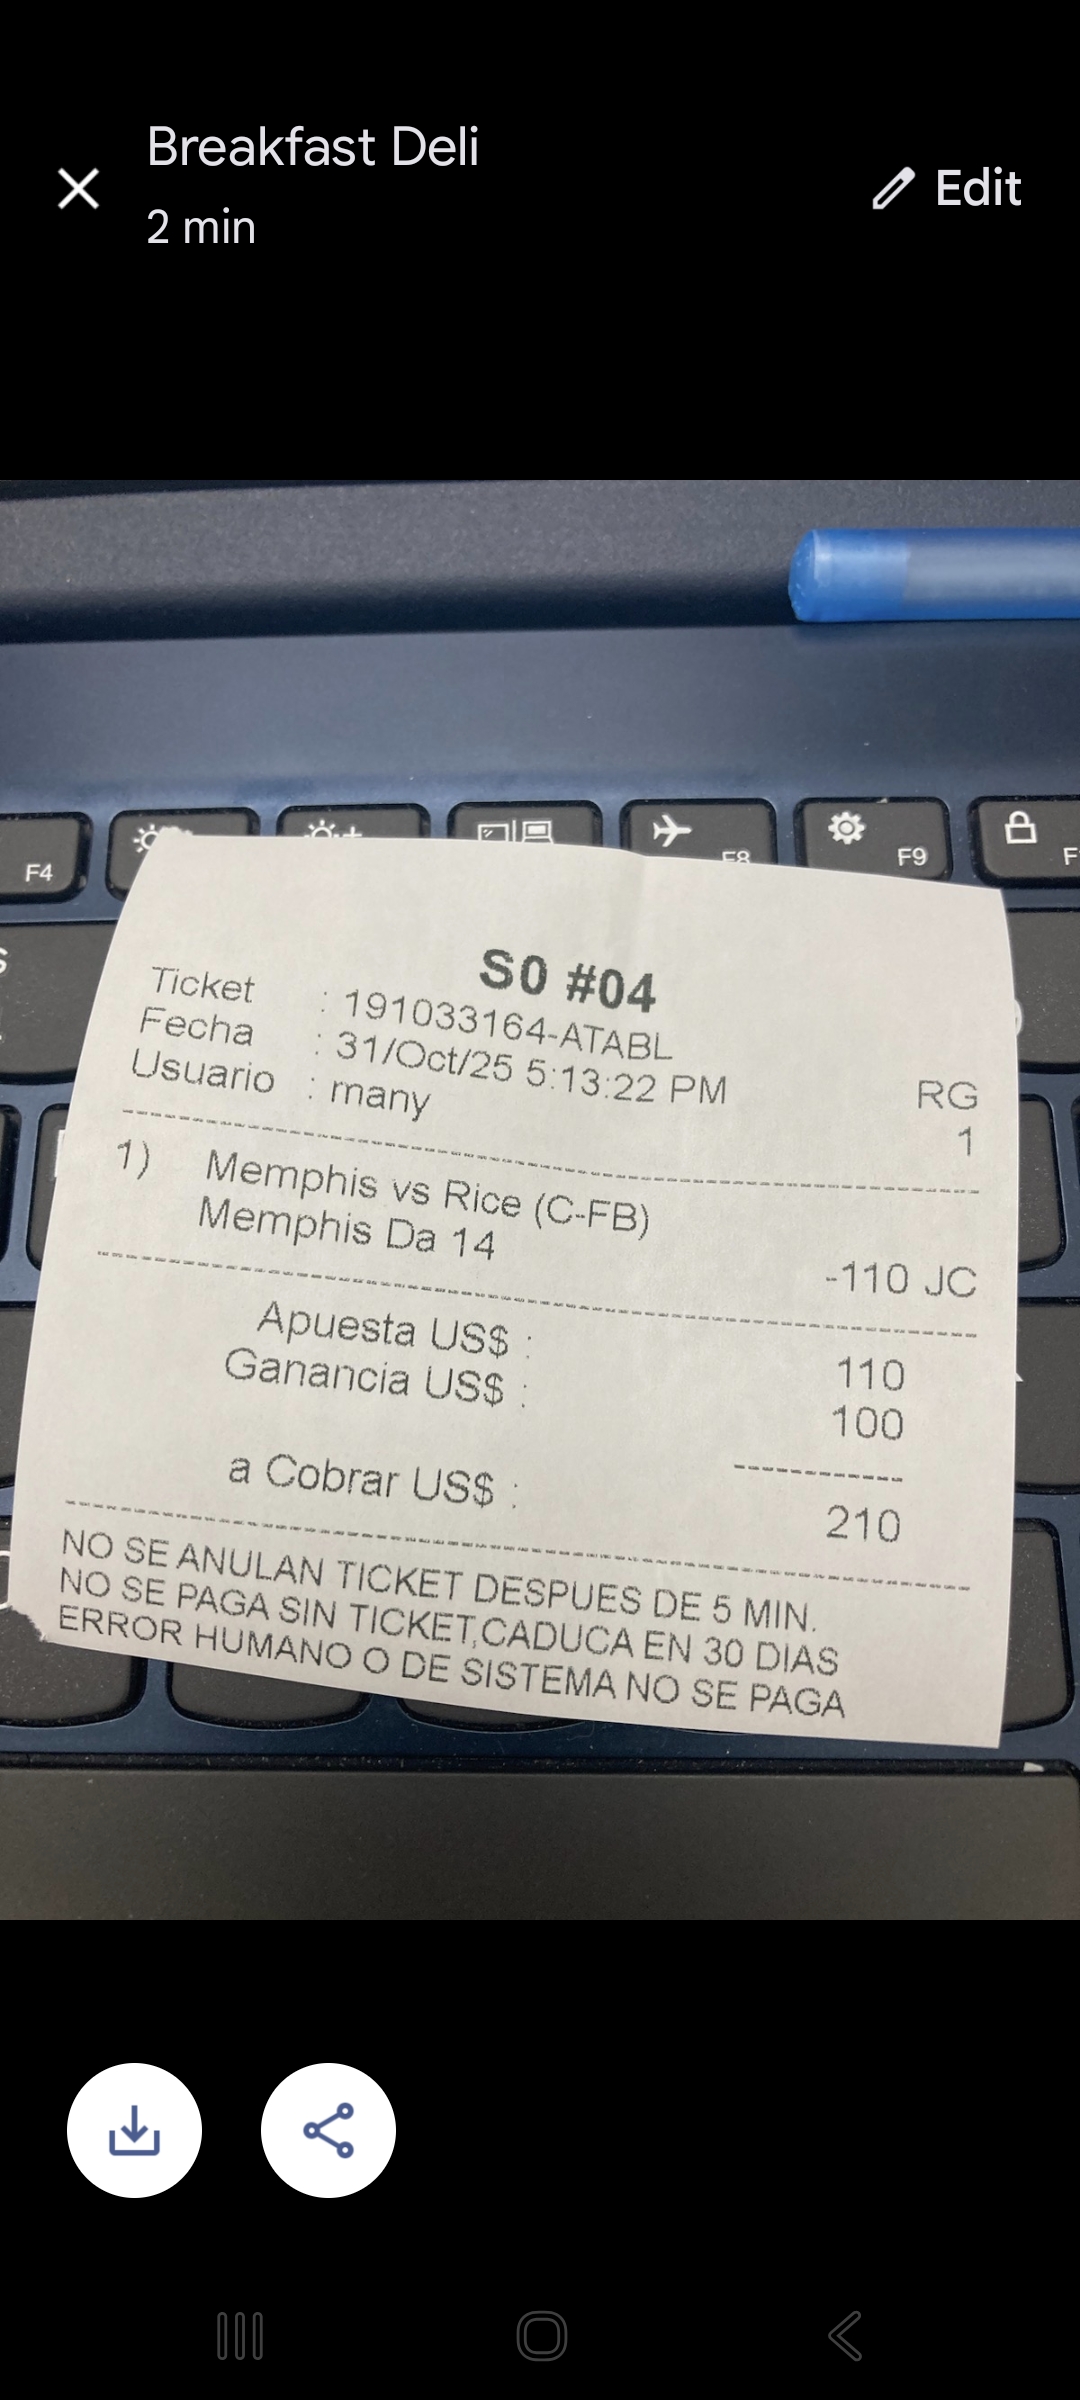 Breakfast Deli
2 min
Edit
F4
F8
F9
S0 #04
Ticket : 191033164-ATABL
Fecha : 31/Oct/25 5:13:22 PM RG
Usuario : many 1
1) Memphis vs Rice (C-FB)
Memphis Da 14 -110 JC
Apuesta US$ : 110
Ganancia US$ : 100
a Cobrar US$ : 210
NO SE ANULAN TICKET DESPUES DE 5 MIN.
NO SE PAGA SIN TICKET,CADUCA EN 30 DIAS
ERROR HUMANO O DE SISTEMA NO SE PAGA